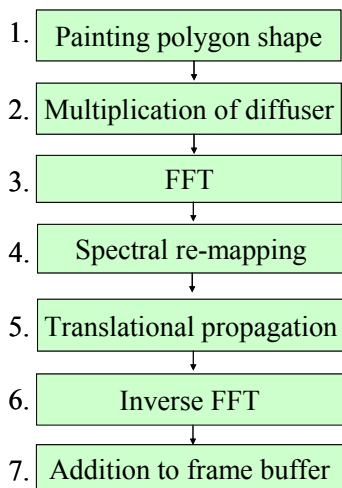 1. Painting polygon shape
2. Multiplication of diffuser
3. FFT
4. Spectral re-mapping
5. Translational propagation
6. Inverse FFT
7. Addition to frame buffer